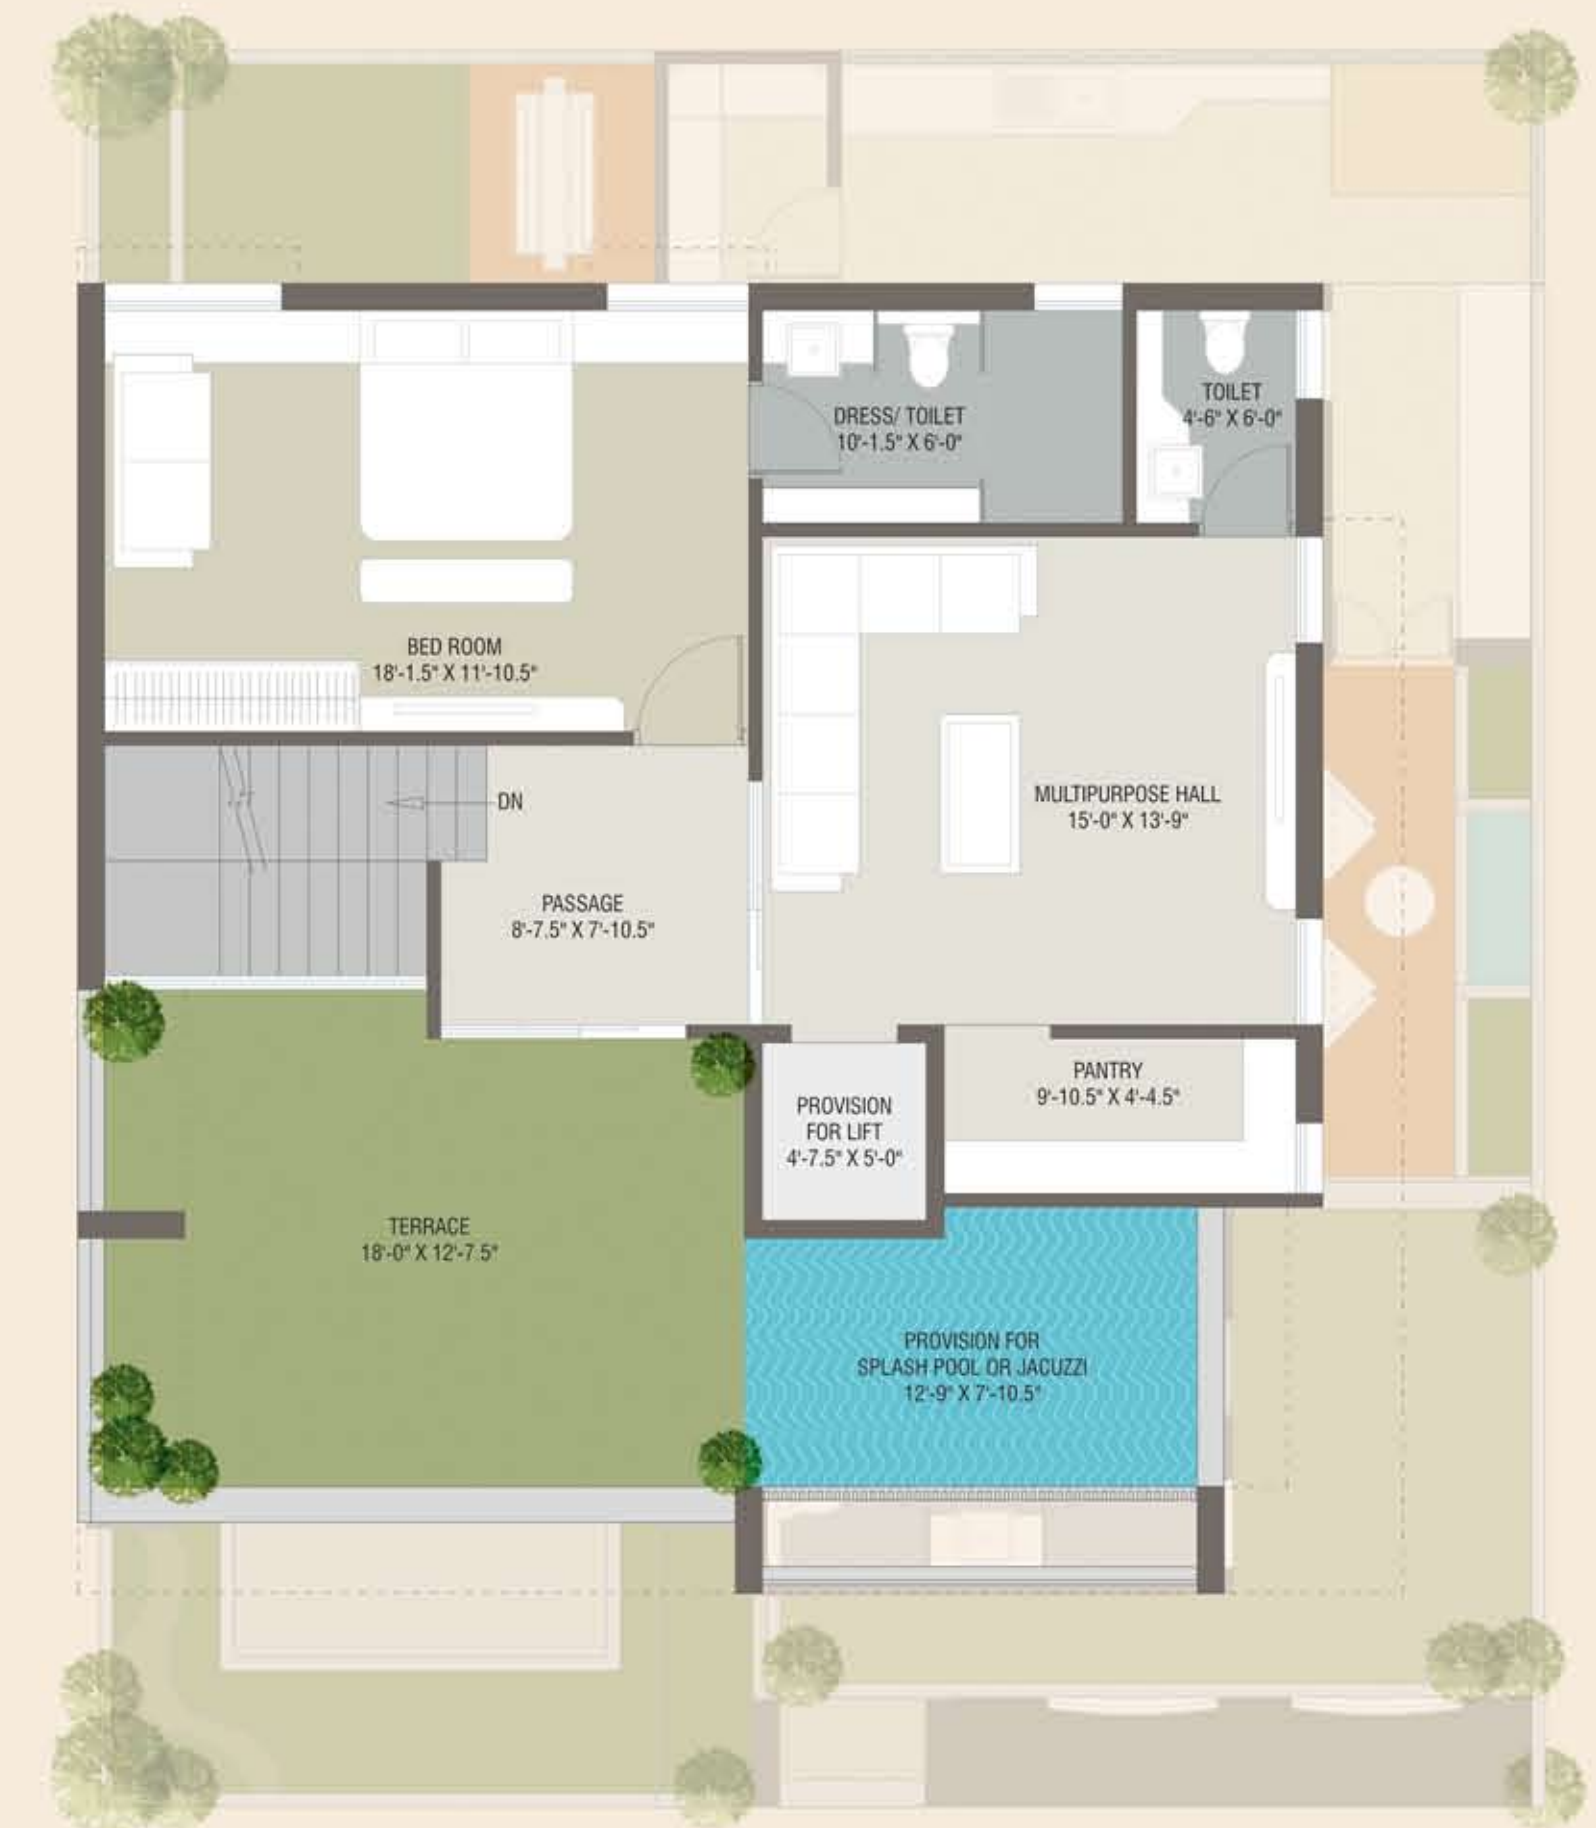 DRESS/ TOILET
10'-1.5" X 6'-0"
TOILET
4'-6" X 6'-0"
BED ROOM
18'-1.5" X 11'-10.5"
DN
MULTIPURPOSE HALL
15'-0" X 13'-9"
PASSAGE
8'-7.5" X 7'-10.5"
PANTRY
9'-10.5" X 4'-4.5"
PROVISION
FOR LIFT
4'-7.5" X 5'-0"
TERRACE
18'-0" X 12'-7.5"
PROVISION FOR
SPLASH POOL OR JACUZZI
12'-9" X 7'-10.5"